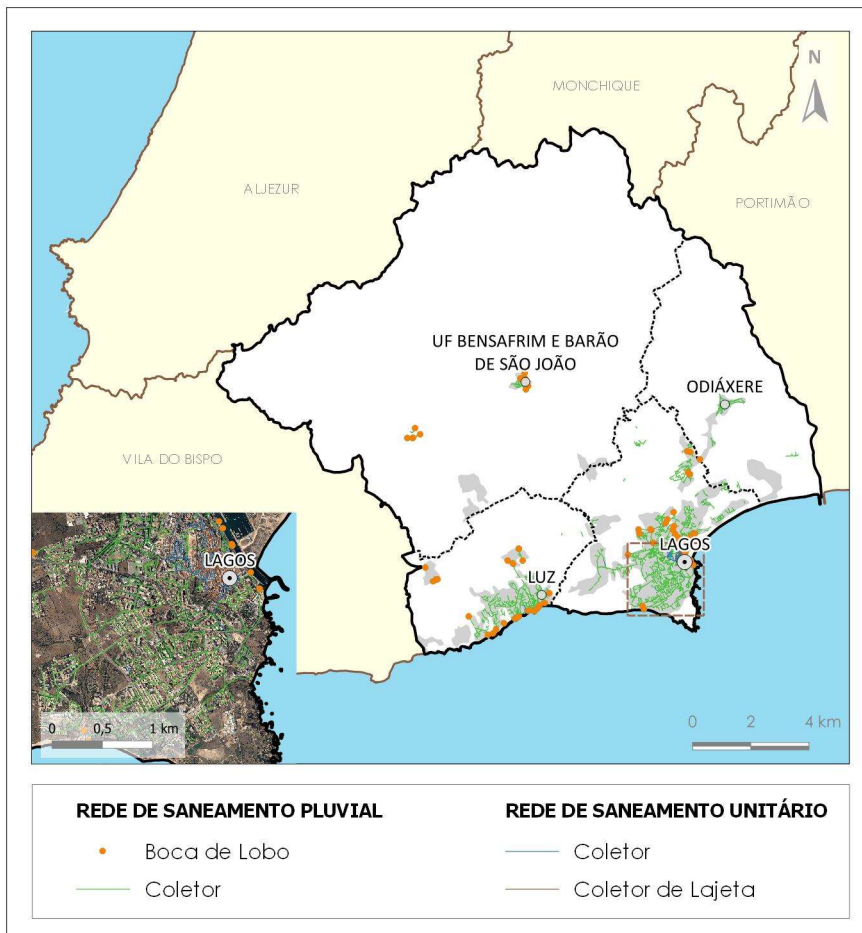 N
MONCHIQUE
ALJEZUR
PORTIMÃO
UF BENSAFRIM E BARÃO
DE SÃO JOÃO
ODIÁXERE
VILA DO BISPO
LAGOS
LAGOS
LUZ
0 0,5 1 km
0 2 4 km
REDE DE SANEAMENTO PLUVIAL
Boca de Lobo
Coletor
REDE DE SANEAMENTO UNITÁRIO
Coletor
Coletor de Lajeta